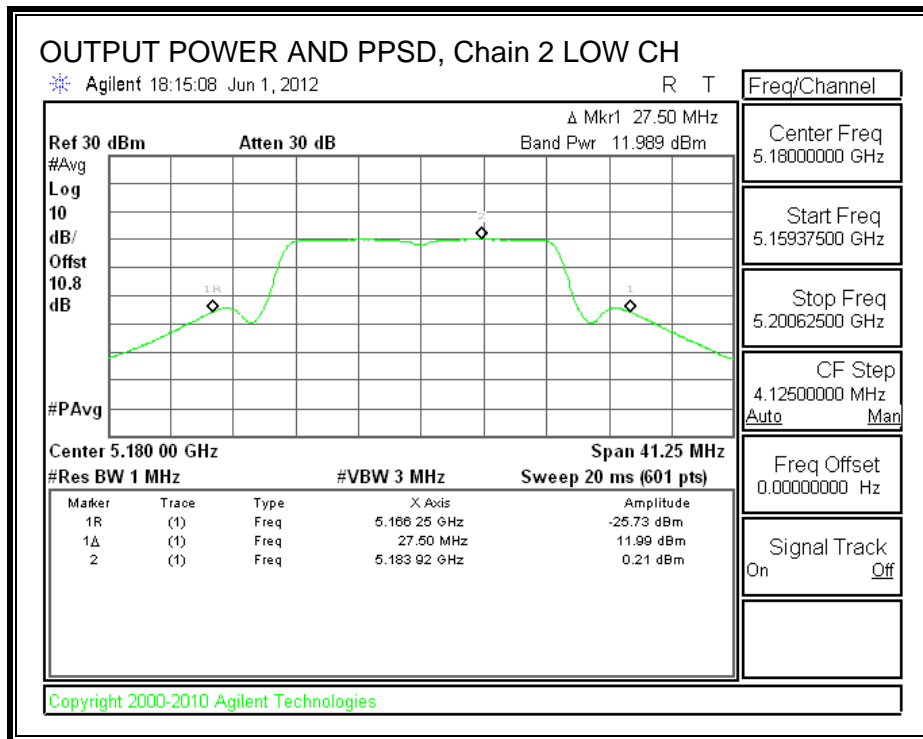 OUTPUT POWER AND PPSD, Chain 2 LOW CH
Agilent 18:15:08 Jun 1, 2012
R T
Δ Mkr1 27.50 MHz
Ref 30 dBm
Atten 30 dB
Band Pwr 11.989 dBm
#Avg
Log
10
dB/
Offst
10.8
dB
#PAvg
1R
2
1
Center 5.180 00 GHz
Span 41.25 MHz
#Res BW 1 MHz
#VBW 3 MHz
Sweep 20 ms (601 pts)
Marker Trace Type X Axis Amplitude
1R (1) Freq 5.166 25 GHz -25.73 dBm
1Δ (1) Freq 27.50 MHz 11.99 dBm
2 (1) Freq 5.183 92 GHz 0.21 dBm
Freq/Channel
Center Freq
5.18000000 GHz
Start Freq
5.15937500 GHz
Stop Freq
5.20062500 GHz
CF Step
4.12500000 MHz
Auto Man
Freq Offset
0.00000000 Hz
Signal Track
On Off
Copyright 2000-2010 Agilent Technologies